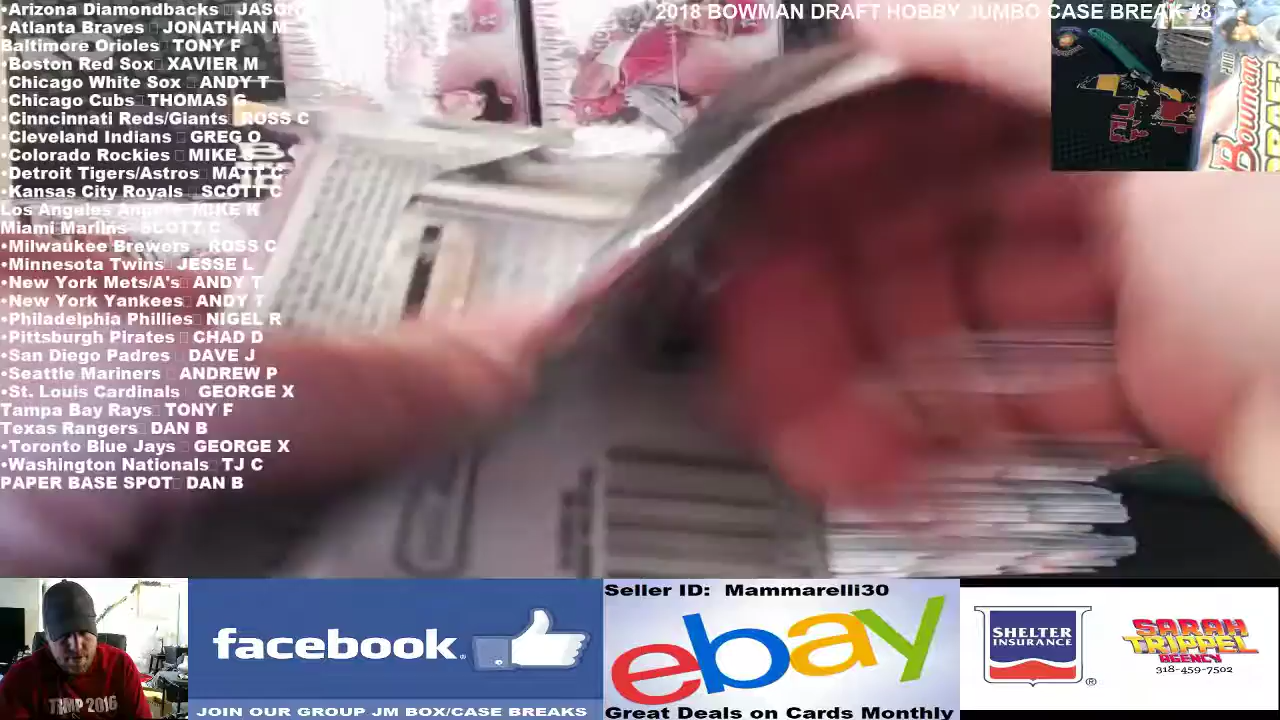 2018 BOWMAN DRAFT HOBBY JUMBO CASE BREAK #8
•Arizona Diamondbacks JASON
•Atlanta Braves JONATHAN M
Baltimore Orioles TONY F
•Boston Red Sox XAVIER M
•Chicago White Sox ANDY T
•Chicago Cubs THOMAS G
•Cinncinnati Reds/Giants ROSS C
•Cleveland Indians GREG O
•Colorado Rockies MIKE
•Detroit Tigers/Astros MATT C
•Kansas City Royals SCOTT C
Los Angeles Angels MIKE K
Miami Marlins SCOTT C
•Milwaukee Brewers ROSS C
•Minnesota Twins JESSE L
•New York Mets/A's ANDY T
•New York Yankees ANDY T
•Philadelphia Phillies NIGEL R
•Pittsburgh Pirates CHAD D
•San Diego Padres DAVE J
•Seattle Mariners ANDREW P
•St. Louis Cardinals GEORGE X
Tampa Bay Rays TONY F
Texas Rangers DAN B
•Toronto Blue Jays GEORGE X
•Washington Nationals TJ C
PAPER BASE SPOT DAN B
Bowman
TRUMP 2016
facebook.
JOIN OUR GROUP JM BOX/CASE BREAKS
Seller ID: Mammarelli30
ebay
Great Deals on Cards Monthly
SHELTER
INSURANCE
®
SARAH
TRIPPEL
AGENCY
318-459-7502